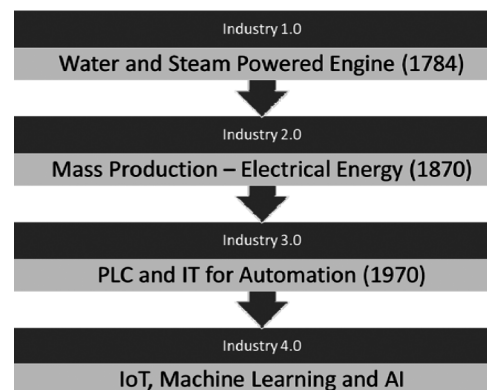 Industry 1.0
Water and Steam Powered Engine (1784)
Industry 2.0
Mass Production – Electrical Energy (1870)
Industry 3.0
PLC and IT for Automation (1970)
Industry 4.0
IoT, Machine Learning and AI